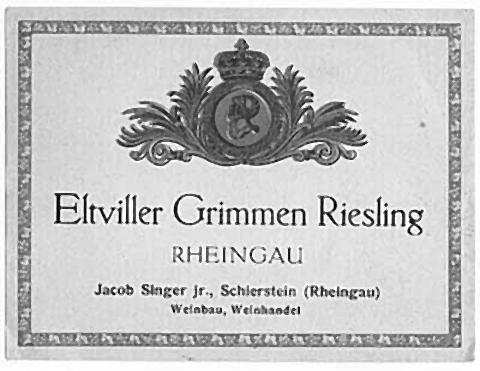 Eltviller Grimmen Riesling
RHEINGAU
Jacob Singer jr., Schierstein (Rheingau)
Weinbau, Weinhandel